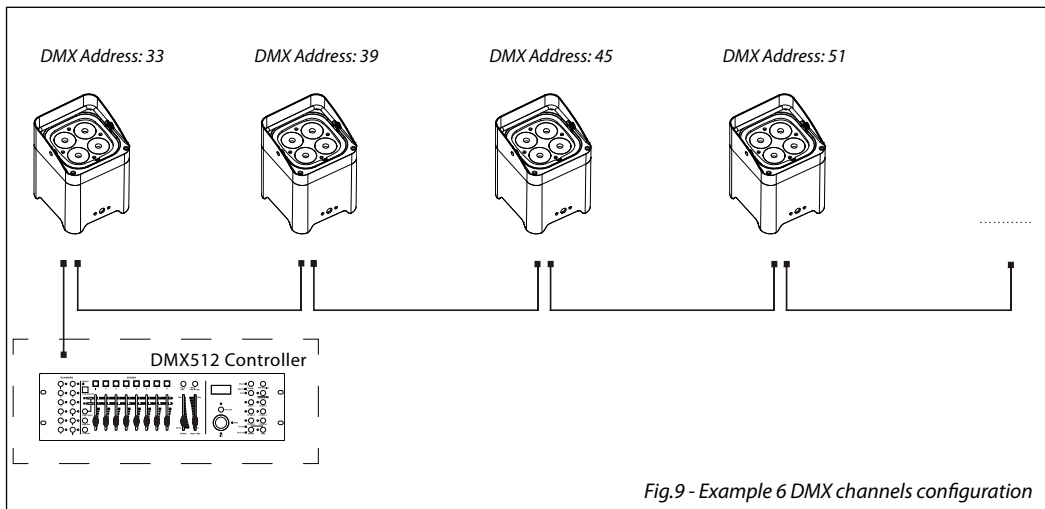 DMX Address: 33
DMX Address: 39
DMX Address: 45
DMX Address: 51
....................
DMX512 Controller
Fig.9 - Example 6 DMX channels configuration